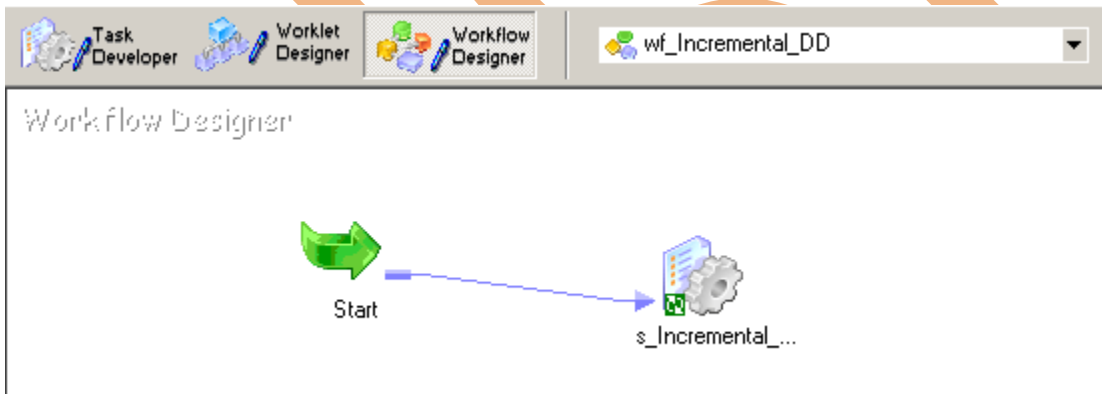 Task
Developer
Worklet
Designer
Workflow
Designer
wf_Incremental_DD
Workflow Designer
Start
s_Incremental_...